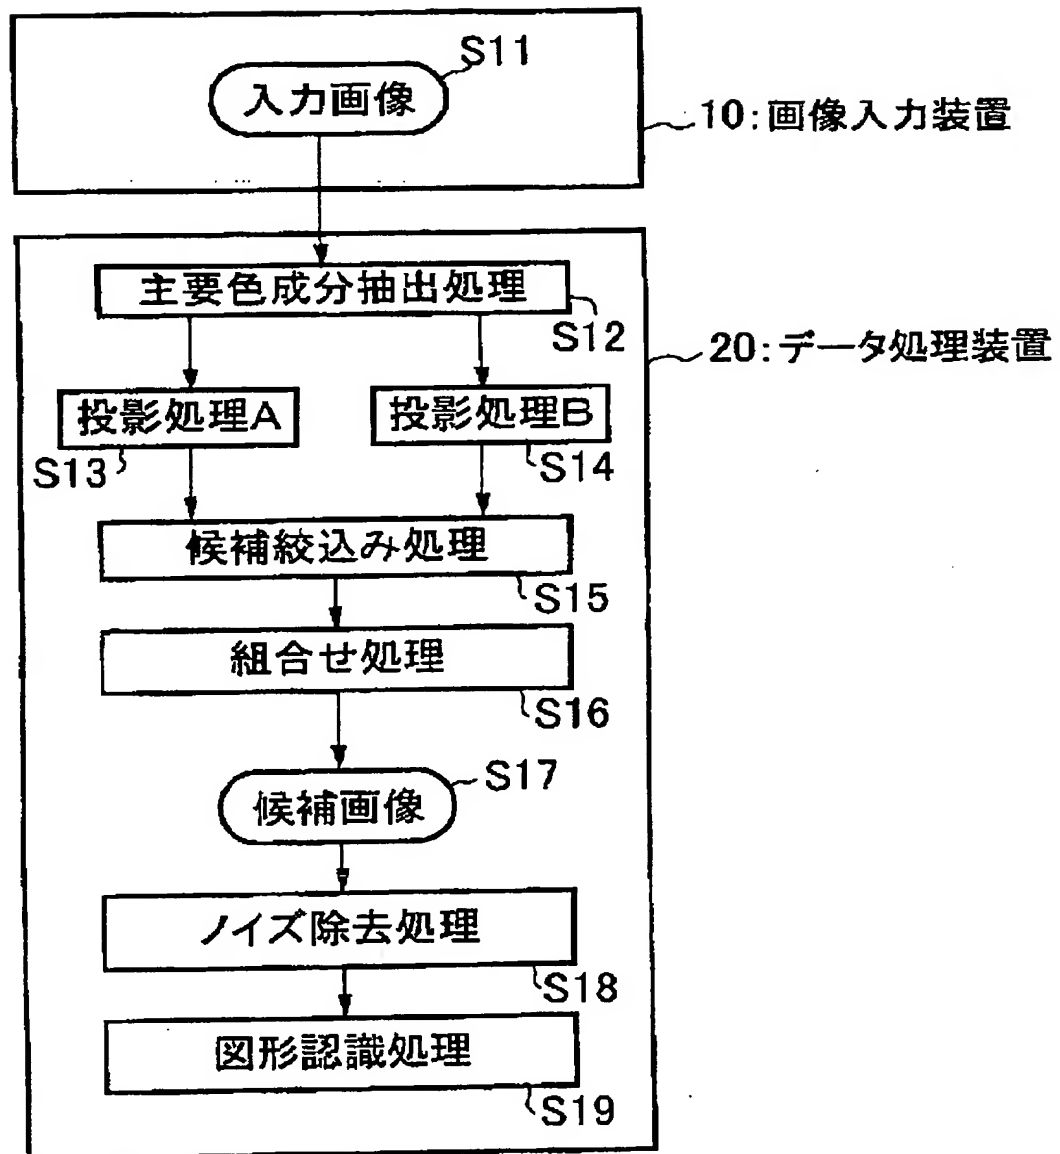 S11
入力画像
10:画像入力装置
主要色成分抽出処理
S12
20:データ処理装置
投影処理A
投影処理B
S13
S14
候補絞込み処理
S15
組合せ処理
S16
S17
候補画像
ノイズ除去処理
S18
図形認識処理
S19